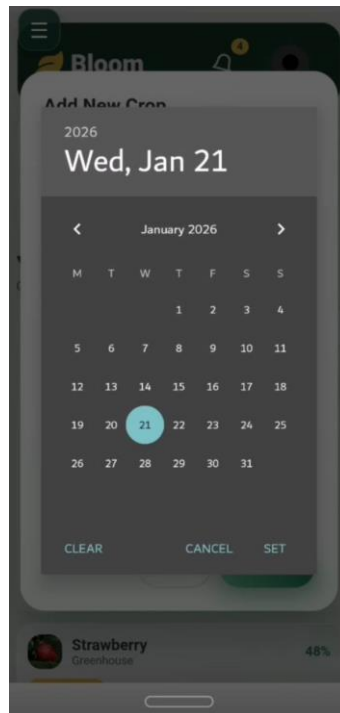 4
Bloom
Add New Crop
2026
Wed, Jan 21
January 2026
M T W T F S S
1 2 3 4
5 6 7 8 9 10 11
12 13 14 15 16 17 18
19 20 21 22 23 24 25
26 27 28 29 30 31
CLEAR CANCEL SET
Strawberry
48%
Greenhouse